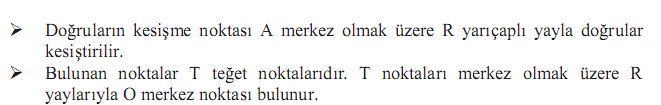 ➢ Doğruların kesişme noktası A merkez olmak üzere R yarıçaplı yayla doğrular
kesiştirilir.
➢ Bulunan noktalar T teğet noktalarıdır. T noktaları merkez olmak üzere R
yaylarıyla O merkez noktası bulunur.